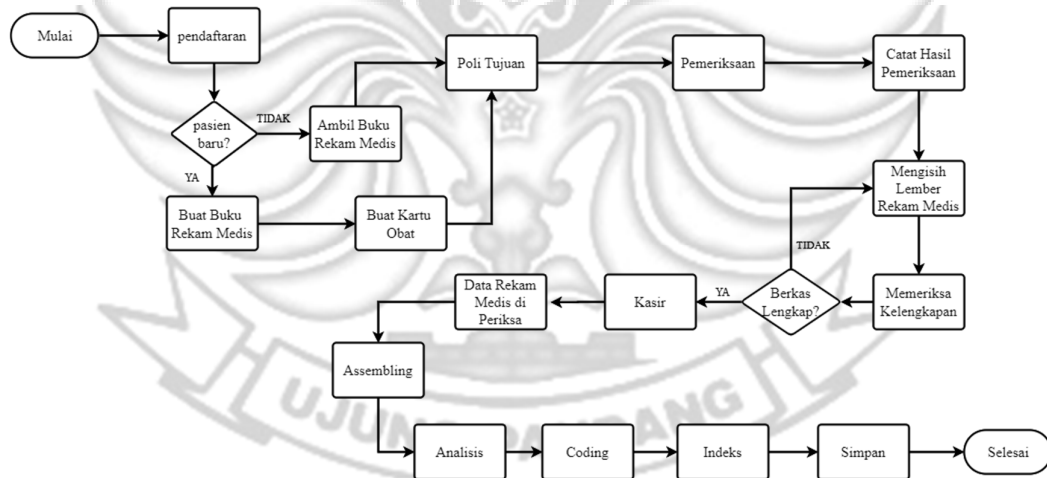 Mulai
pendaftaran
pasien
baru?
TIDAK
Ambil Buku
Rekam Medis
YA
Buat Buku
Rekam Medis
Buat Kartu
Obat
Poli Tujuan
Pemeriksaan
Catat Hasil
Pemeriksaan
Mengisih
Lember
Rekam Medis
Memeriksa
Kelengkapan
Berkas
Lengkap?
TIDAK
YA
Kasir
Data Rekam
Medis di
Periksa
Assembling
Analisis
Coding
Indeks
Simpan
Selesai